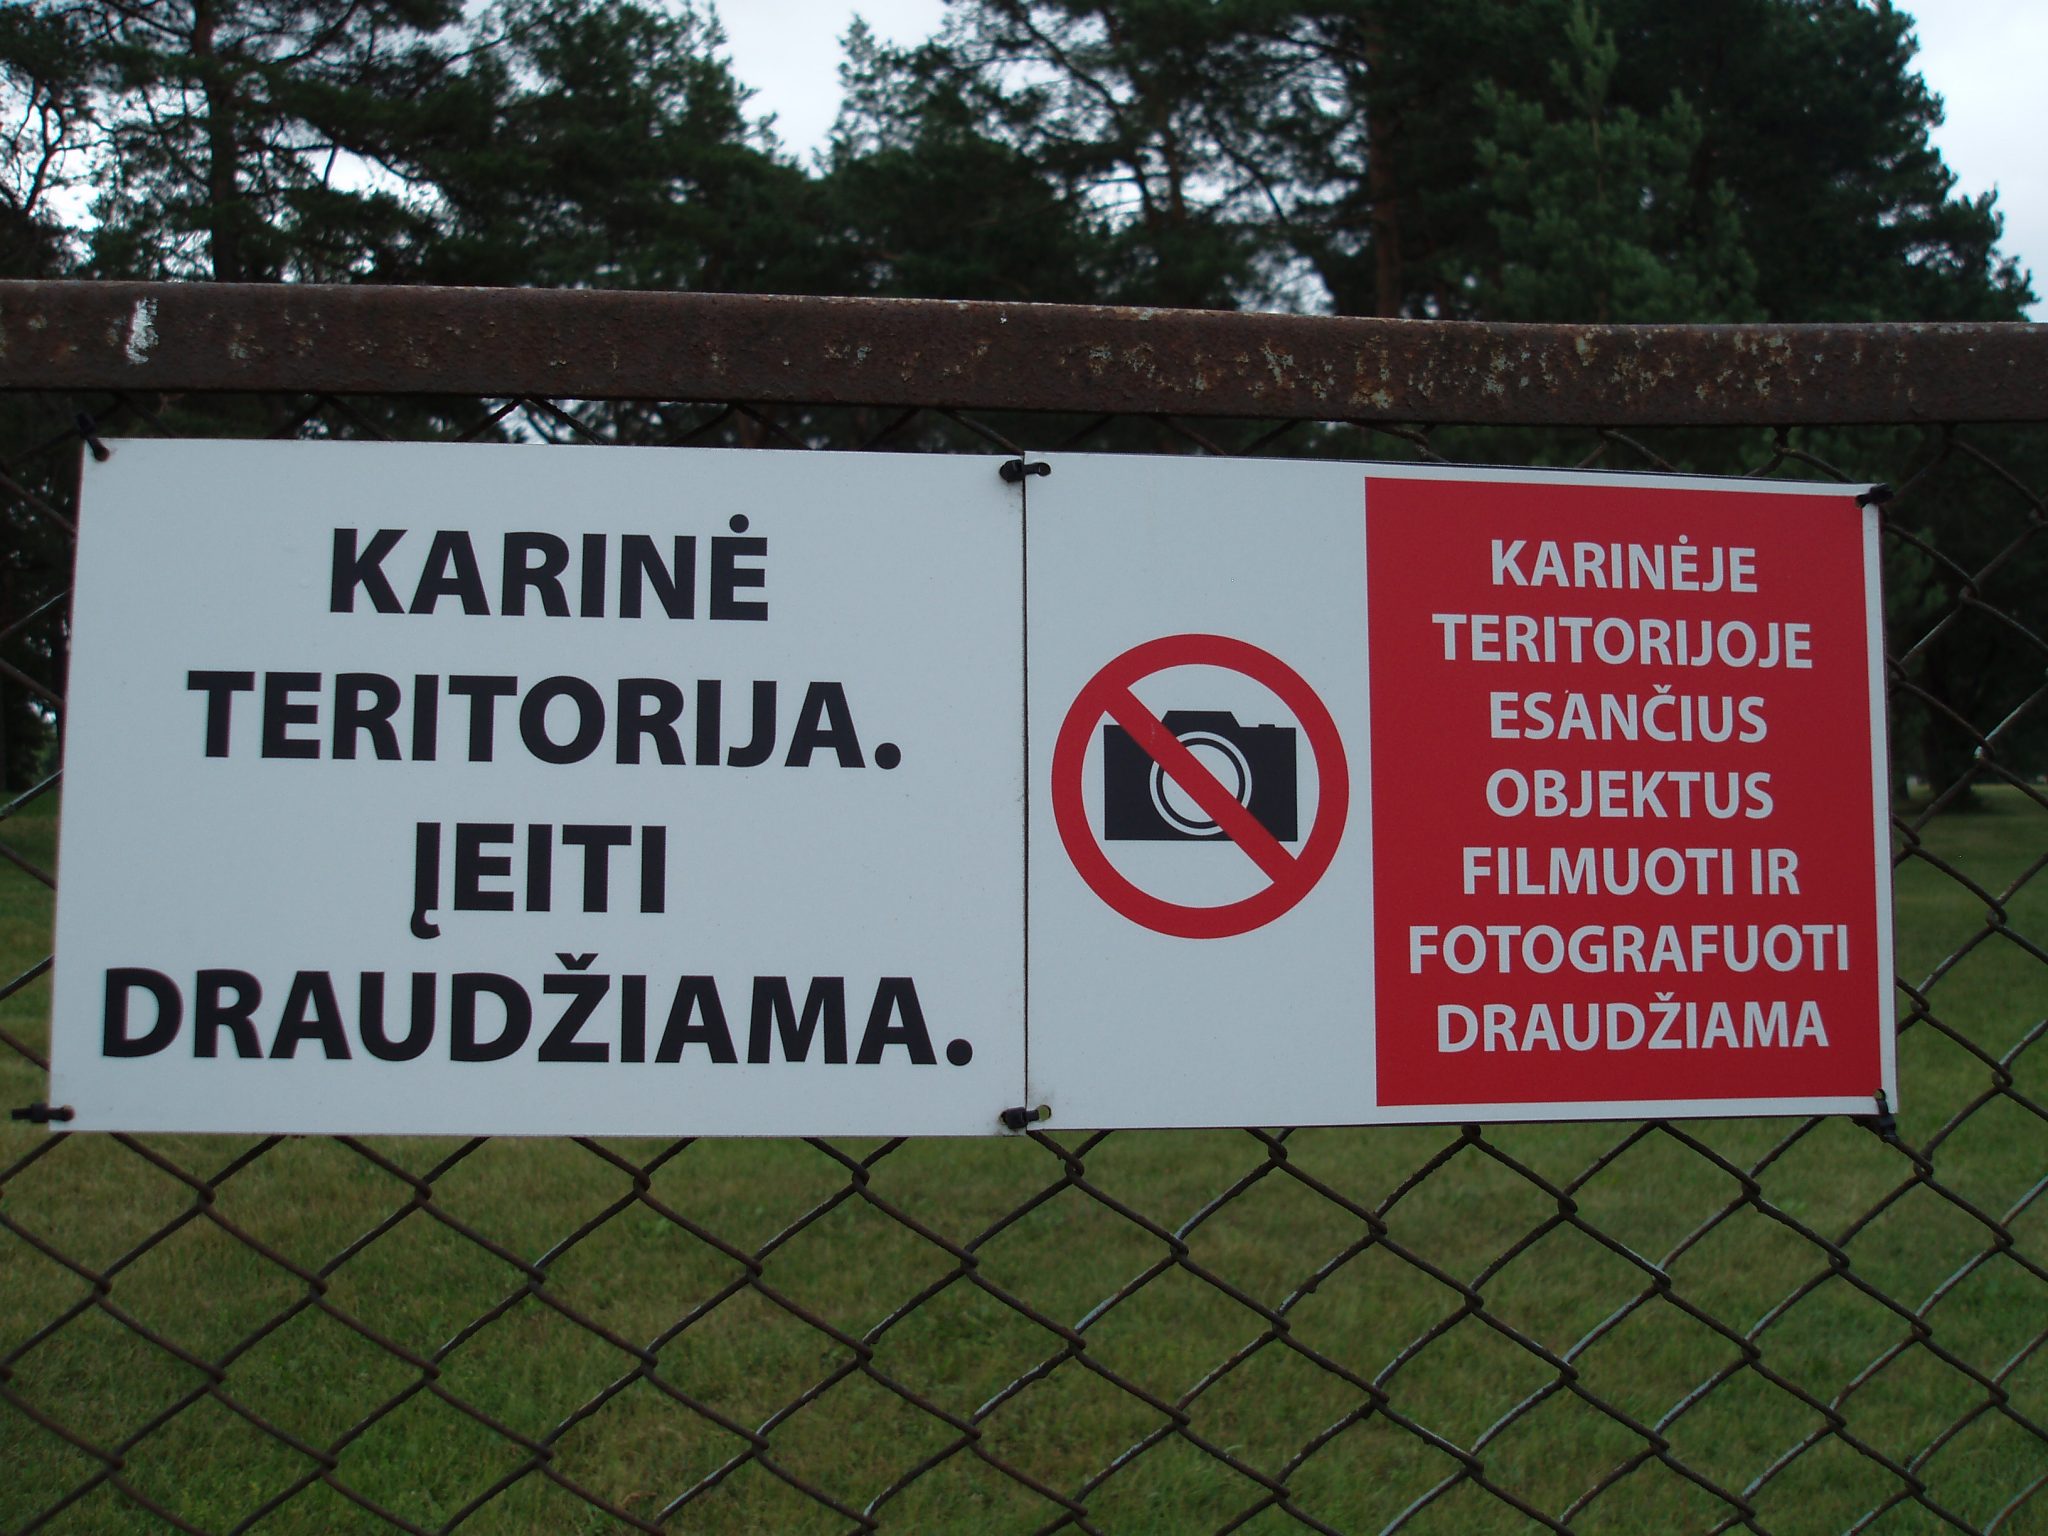 KARINĖ
TERITORIJA.
ĮEITI
DRAUDŽIAMA.
KARINĖJE
TERITORIJOJE
ESANČIUS
OBJEKTUS
FILMUOTI IR
FOTOGRAFUOTI
DRAUDŽIAMA